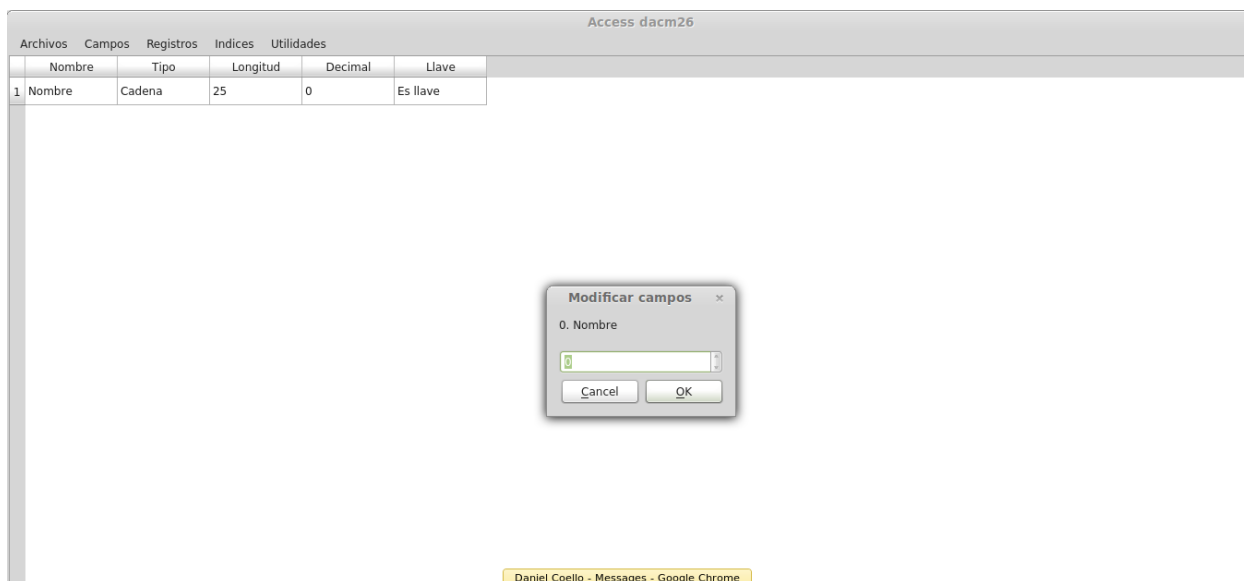 Access dacm26
Archivos Campos Registros Indices Utilidades
Nombre Tipo Longitud Decimal Llave
1 Nombre Cadena 25 0 Es llave
Modificar campos ×
0. Nombre
0
Cancel OK
Daniel Coello - Messages - Google Chrome